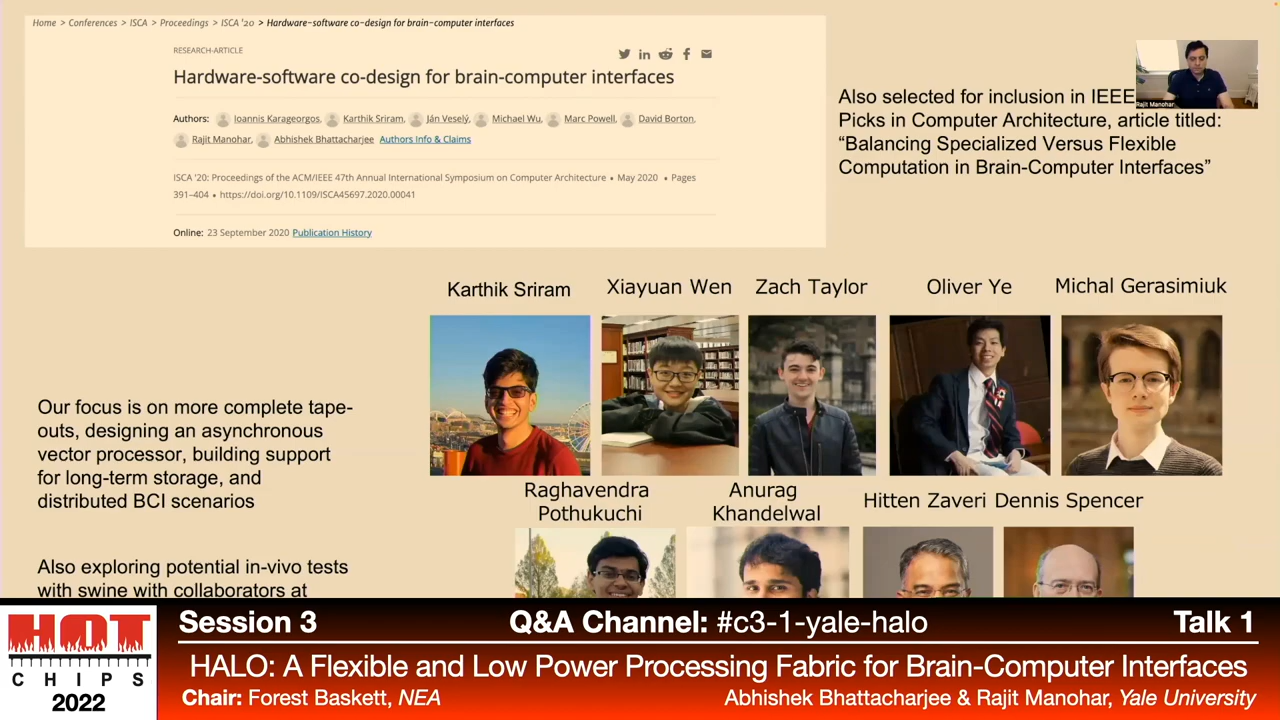 Home > Conferences > ISCA > Proceedings > ISCA '20 > Hardware-software co-design for brain-computer interfaces
RESEARCH-ARTICLE
Hardware-software co-design for brain-computer interfaces
Authors: Ioannis Karageorgos, Karthik Sriram, Ján Veselý, Michael Wu, Marc Powell, David Borton,
Rajit Manohar, Abhishek Bhattacharjee Authors Info & Claims
ISCA '20: Proceedings of the ACM/IEEE 47th Annual International Symposium on Computer Architecture • May 2020 • Pages
391–404 • https://doi.org/10.1109/ISCA45697.2020.00041
Online: 23 September 2020 Publication History
Rajit Manohar
Also selected for inclusion in IEEE
Picks in Computer Architecture, article titled:
“Balancing Specialized Versus Flexible
Computation in Brain-Computer Interfaces”
Karthik Sriram
Xiayuan Wen
Zach Taylor
Oliver Ye
Michal Gerasimiuk
Our focus is on more complete tape-
outs, designing an asynchronous
vector processor, building support
for long-term storage, and
distributed BCI scenarios
Raghavendra
Pothukuchi
Anurag
Khandelwal
Hitten Zaveri
Dennis Spencer
Also exploring potential in-vivo tests
with swine with collaborators at
HOT
CHIPS
2022
Session 3
Q&A Channel: #c3-1-yale-halo
Talk 1
HALO: A Flexible and Low Power Processing Fabric for Brain-Computer Interfaces
Chair: Forest Baskett, NEA
Abhishek Bhattacharjee & Rajit Manohar, Yale University